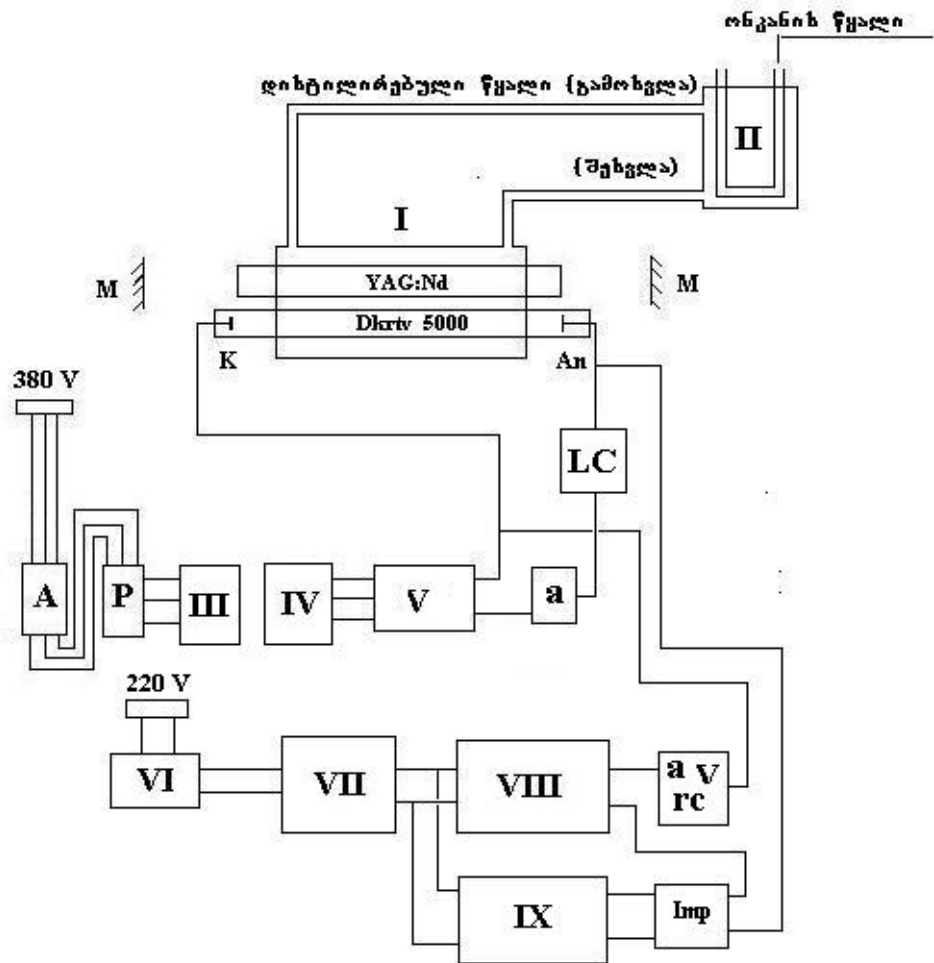 ონკანის წყალი
დისტილირებული წყალი (გამოსვლა)
II
(შესვლა)
I
M
YAG:Nd
M
Dkrtv 5000
K
An
380 V
LC
A
P
III
IV
V
a
220 V
VI
VII
VIII
a V
rc
IX
Imp